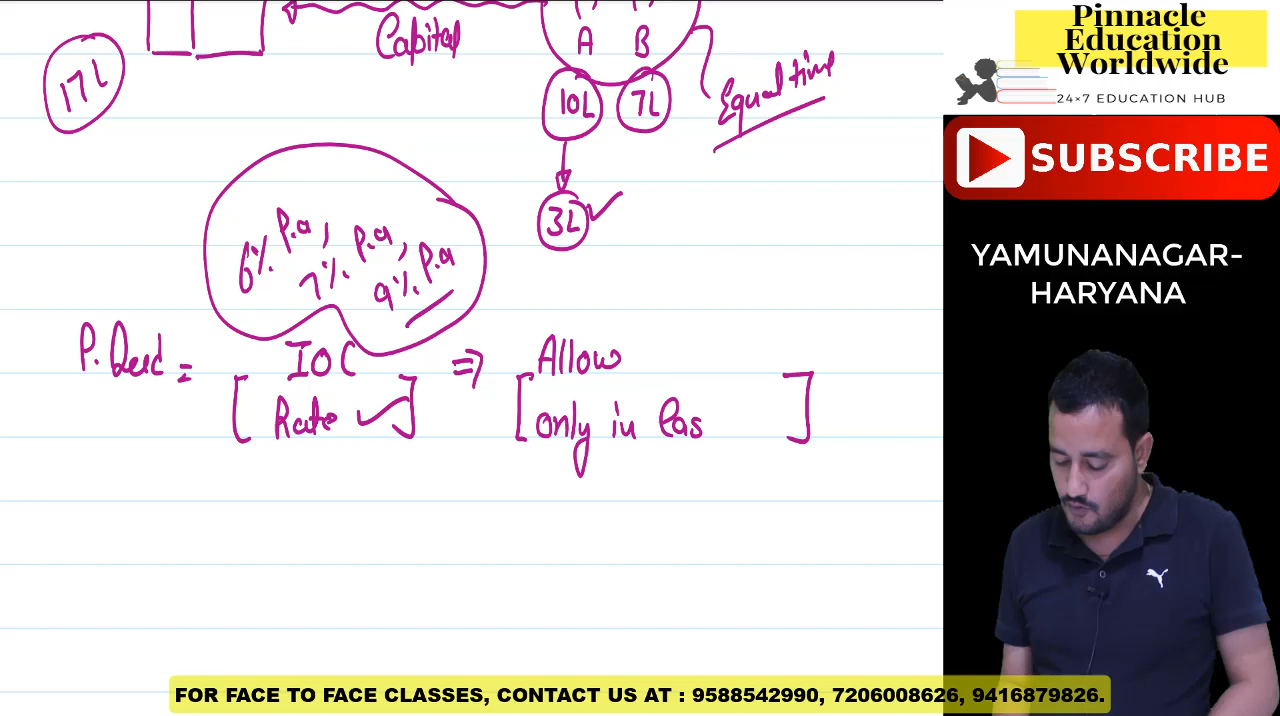 Capital
A B
17L
10L 7L
Equal time
3L
6% P.a,
7% P.a,
9% P.a
P. Deed =
IOC
[Rate ✓]
⇒
Allow
[only in Cas ]
Pinnacle
Education
Worldwide
24×7 EDUCATION HUB
SUBSCRIBE
YAMUNANAGAR-
HARYANA
FOR FACE TO FACE CLASSES, CONTACT US AT : 9588542990, 7206008626, 9416879826.